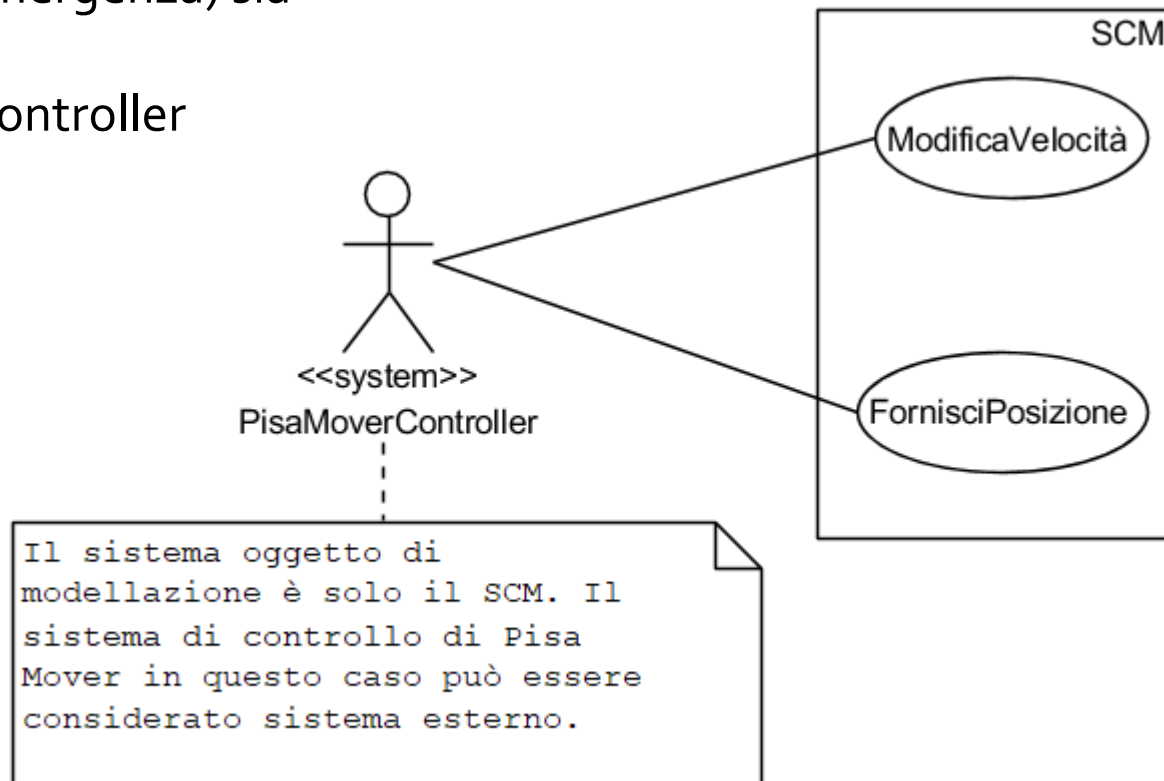 sia
ontroller
SCM
ModificaVelocità
<<system>>
PisaMoverController
FornisciPosizione
Il sistema oggetto di
modellazione è solo il SCM. Il
sistema di controllo di Pisa
Mover in questo caso può essere
considerato sistema esterno.